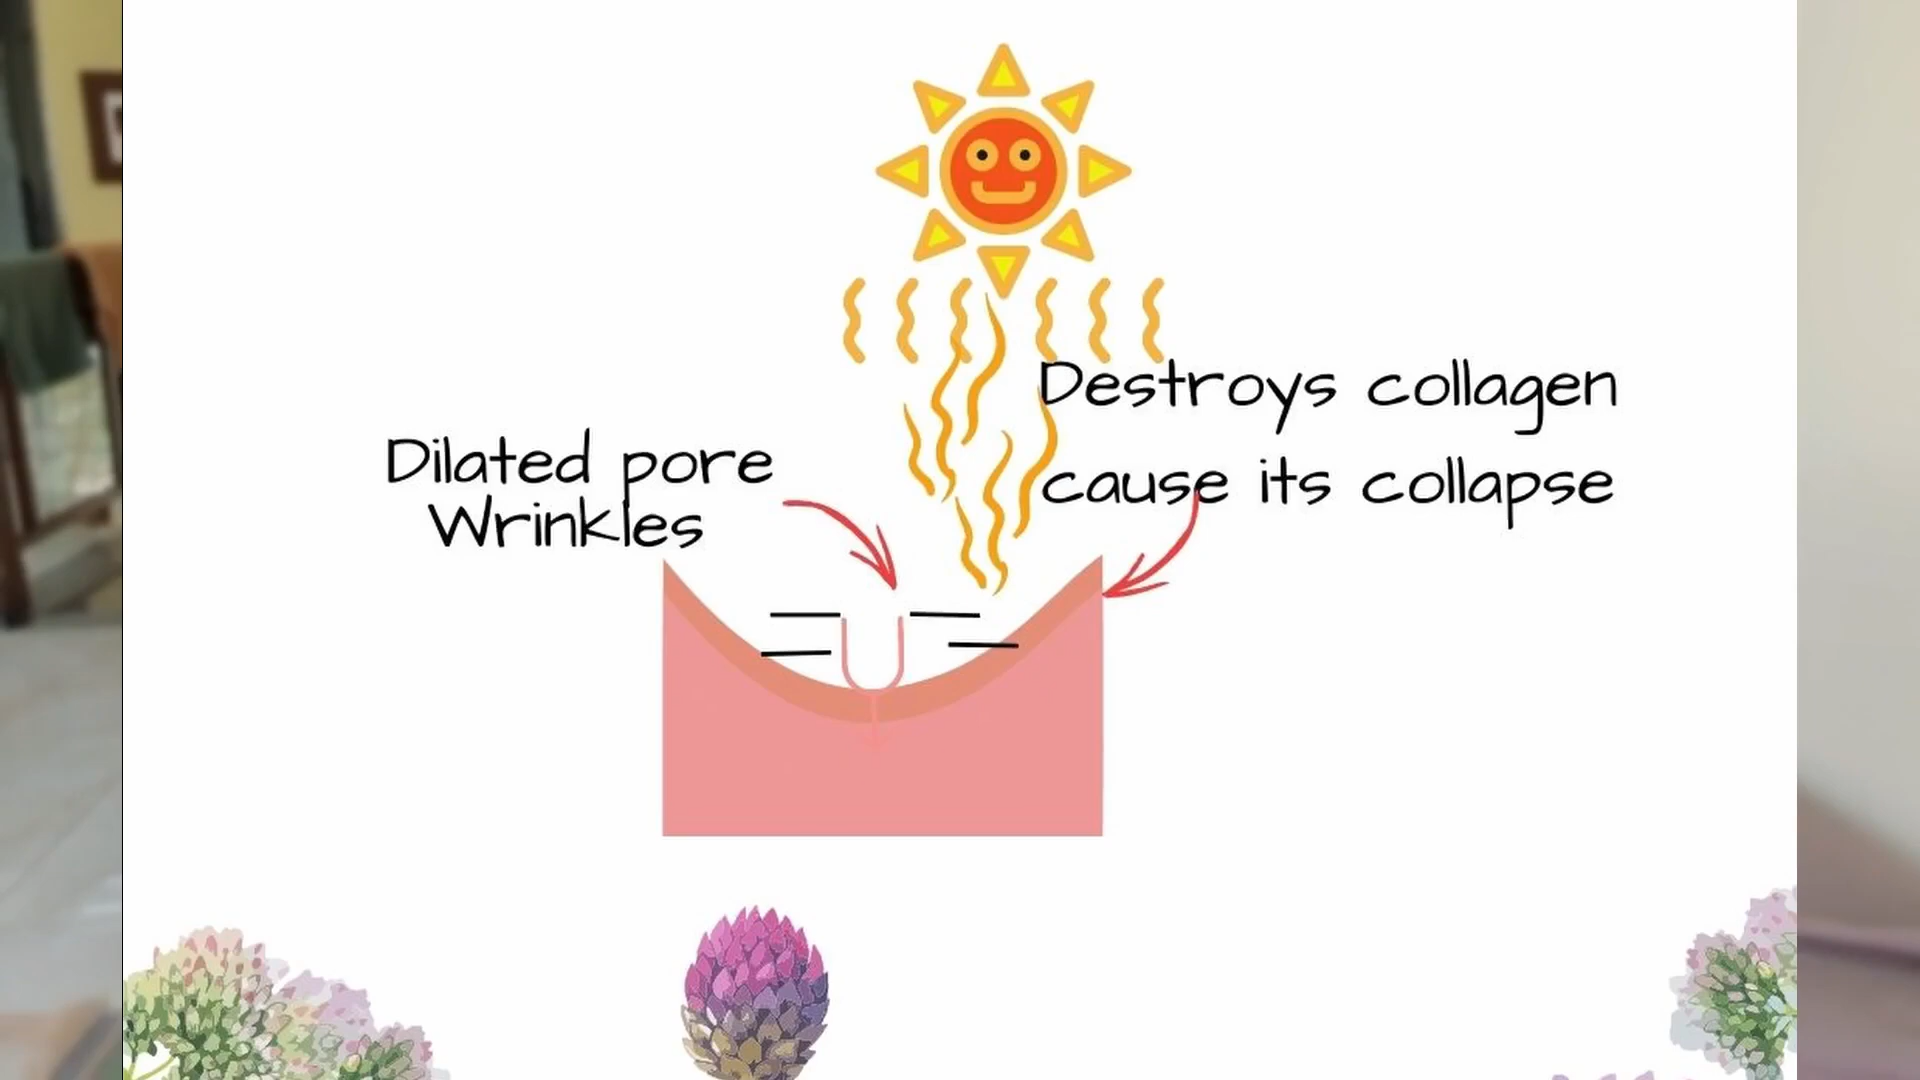 Destroys collagen
cause its collapse
Dilated pore
Wrinkles